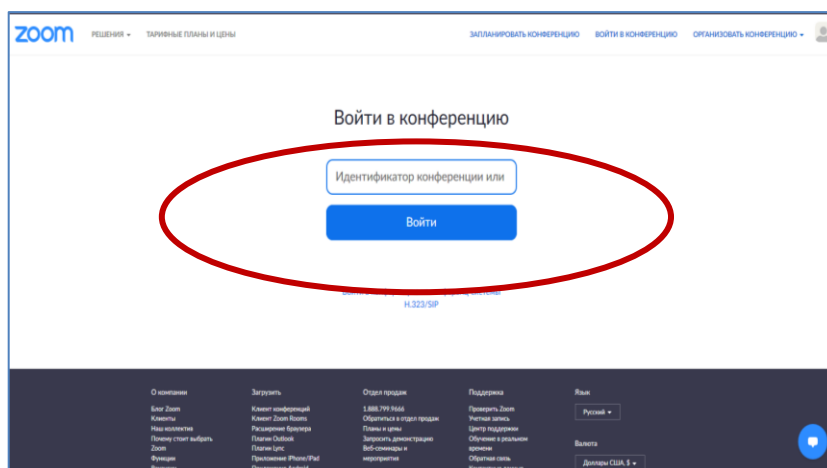 zoom РЕШЕНИЯ ТАРИФНЫЕ ПЛАНЫ И ЦЕНЫ ЗАПЛАНИРОВАТЬ КОНФЕРЕНЦИЮ ВОЙТИ В КОНФЕРЕНЦИЮ ОРГАНИЗОВАТЬ КОНФЕРЕНЦИЮ
Войти в конференцию
Идентификатор конференции или
Войти
H.323/SIP
О компании
Блог Zoom
Клиенты
Наш коллектив
Почему стоит выбрать
Zoom
Функции
Загрузить
Клиент конференций
Клиент Zoom Rooms
Расширение браузера
Плагин Outlook
Плагин Lync
Приложение iPhone/iPad
Приложение Android
Отдел продаж
1.888.799.9666
Обратиться в отдел продаж
Планы и цены
Запросить демонстрацию
Веб-семинары и
мероприятия
Поддержка
Проверить Zoom
Учетная запись
Центр поддержки
Обучение в реальном
времени
Обратная связь
Язык
Русский
Валюта
Доллары США, $